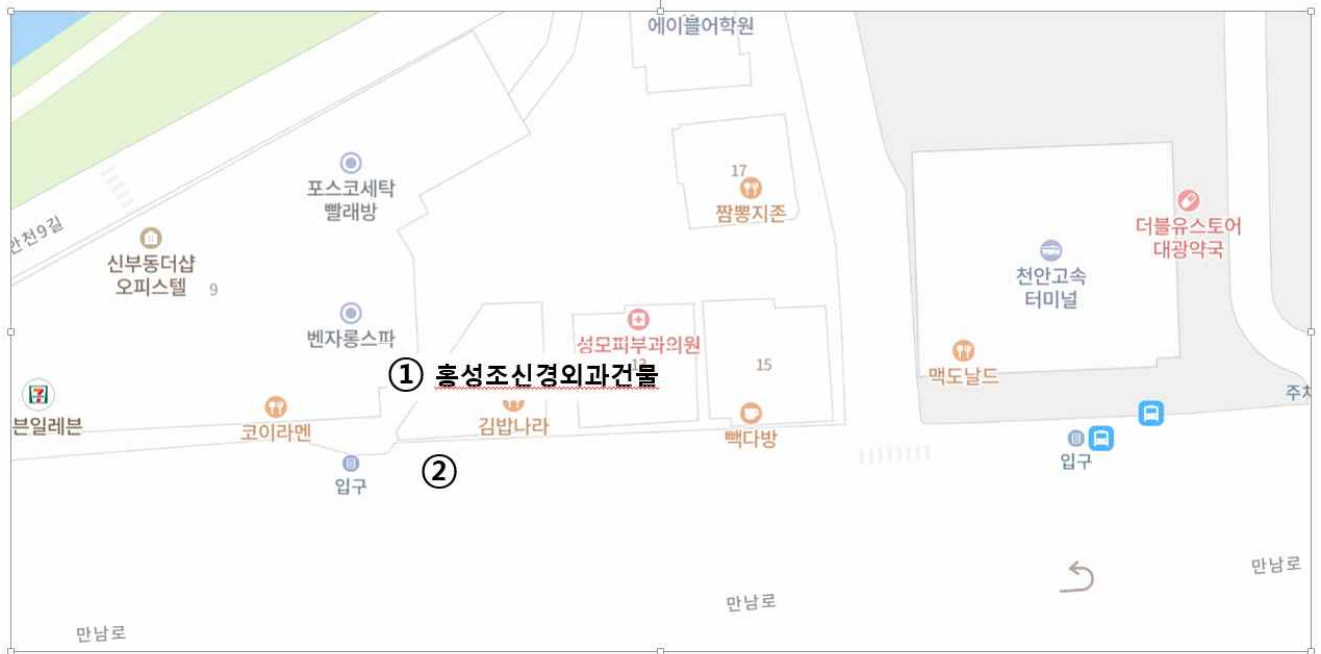 에이블어학원
17
짬뽕지존
포스코세탁
빨래방
더블유스토어
대광약국
안천9길
신부동더샵
오피스텔 9
천안고속
터미널
벤자롱스파
성모피부과의원
15
① 홍성조신경외과건물
맥도날드
븐일레븐
코이라멘
김밥나라
빽다방
②
입구
입구
만남로
만남로
만남로